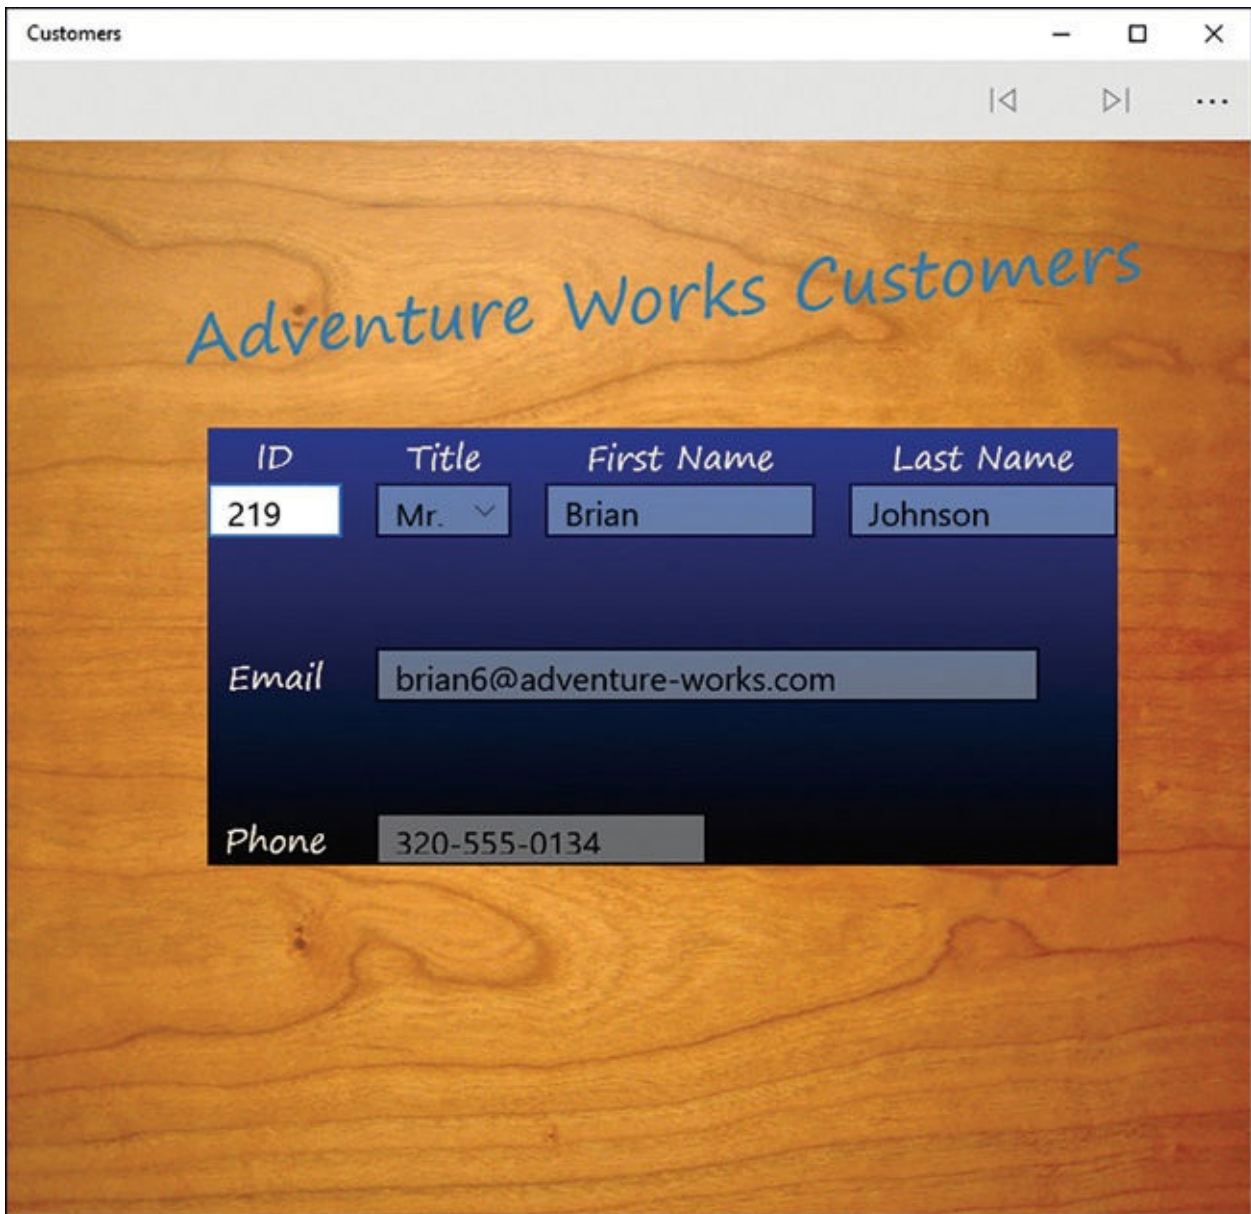 Customers
Adventure Works Customers
ID Title First Name Last Name
219 Mr. Brian Johnson
Email brian6@adventure-works.com
Phone 320-555-0134